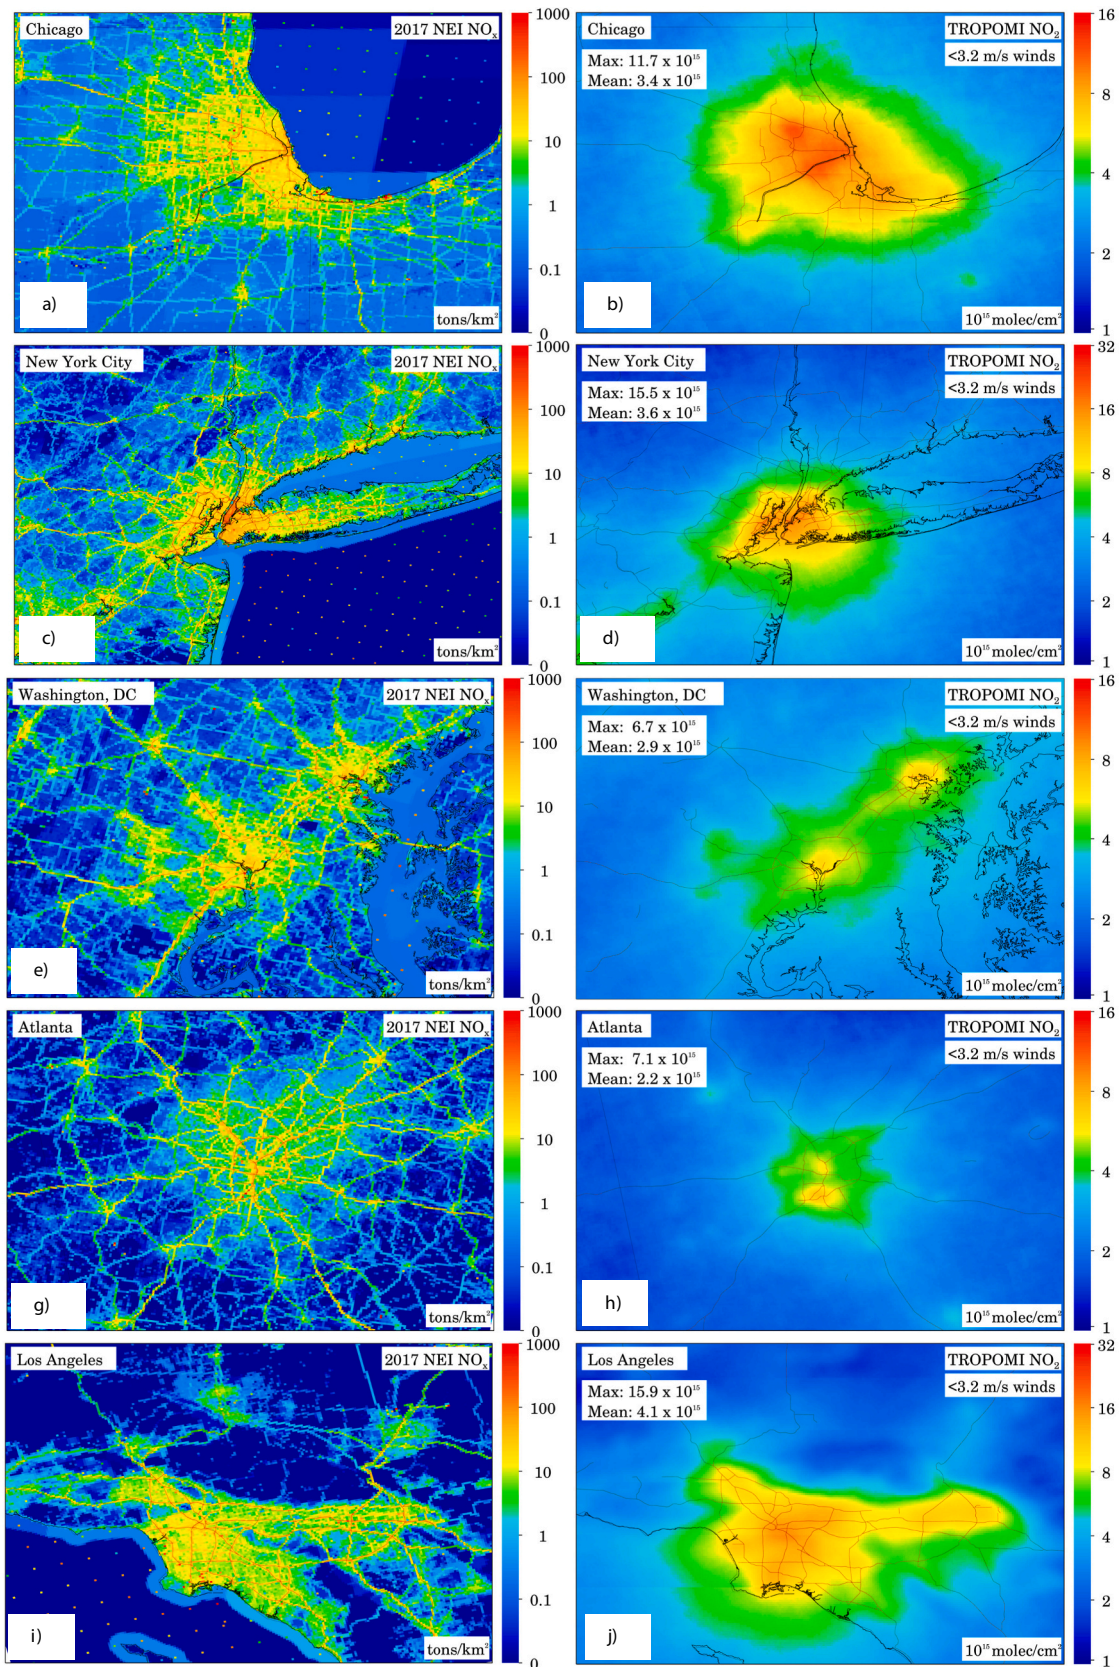 Chicago
2017 NEI NOₓ
1000
100
10
1
0.1
0
a)
tons/km²
Chicago
TROPOMI NO₂
<3.2 m/s winds
Max: 11.7 x 10¹⁵
Mean: 3.4 x 10¹⁵
16
8
4
2
1
b)
10¹⁵ molec/cm²
New York City
2017 NEI NOₓ
1000
100
10
1
0.1
0
c)
tons/km²
New York City
TROPOMI NO₂
<3.2 m/s winds
Max: 15.5 x 10¹⁵
Mean: 3.6 x 10¹⁵
32
16
8
4
2
1
d)
10¹⁵ molec/cm²
Washington, DC
2017 NEI NOₓ
1000
100
10
1
0.1
0
e)
tons/km²
Washington, DC
TROPOMI NO₂
<3.2 m/s winds
Max: 6.7 x 10¹⁵
Mean: 2.9 x 10¹⁵
16
8
4
2
1
f)
10¹⁵ molec/cm²
Atlanta
2017 NEI NOₓ
1000
100
10
1
0.1
0
g)
tons/km²
Atlanta
TROPOMI NO₂
<3.2 m/s winds
Max: 7.1 x 10¹⁵
Mean: 2.2 x 10¹⁵
16
8
4
2
1
h)
10¹⁵ molec/cm²
Los Angeles
2017 NEI NOₓ
1000
100
10
1
0.1
0
i)
tons/km²
Los Angeles
TROPOMI NO₂
<3.2 m/s winds
Max: 15.9 x 10¹⁵
Mean: 4.1 x 10¹⁵
32
16
8
4
2
1
j)
10¹⁵ molec/cm²